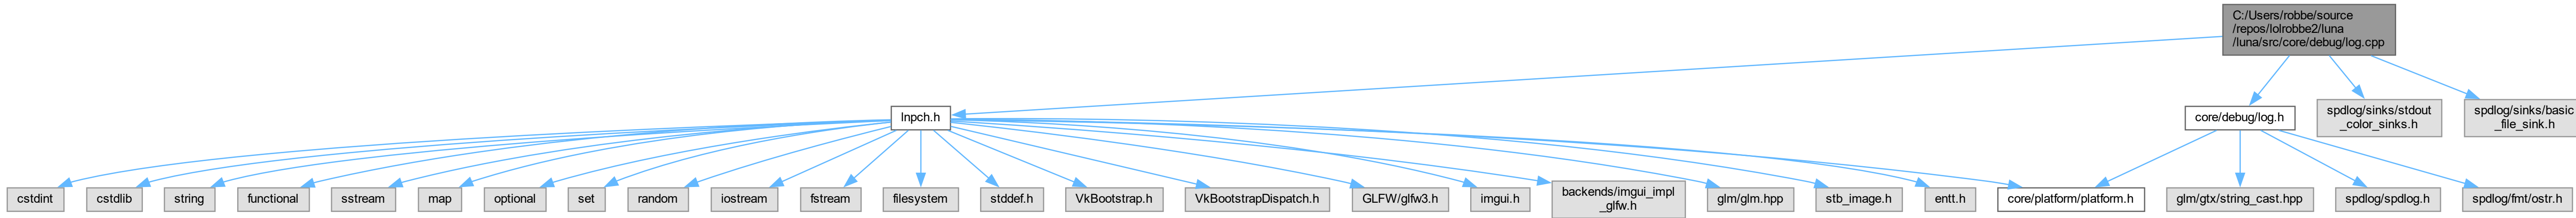 C:/Users/robbe/source
/repos/lolrobbe2/luna
/luna/src/core/debug/log.cpp
lnpch.h
core/debug/log.h
spdlog/sinks/stdout
_color_sinks.h
spdlog/sinks/basic
_file_sink.h
cstdint
cstdlib
string
functional
sstream
map
optional
set
random
iostream
fstream
filesystem
stddef.h
VkBootstrap.h
VkBootstrapDispatch.h
GLFW/glfw3.h
imgui.h
backends/imgui_impl
_glfw.h
glm/glm.hpp
stb_image.h
entt.h
core/platform/platform.h
glm/gtx/string_cast.hpp
spdlog/spdlog.h
spdlog/fmt/ostr.h